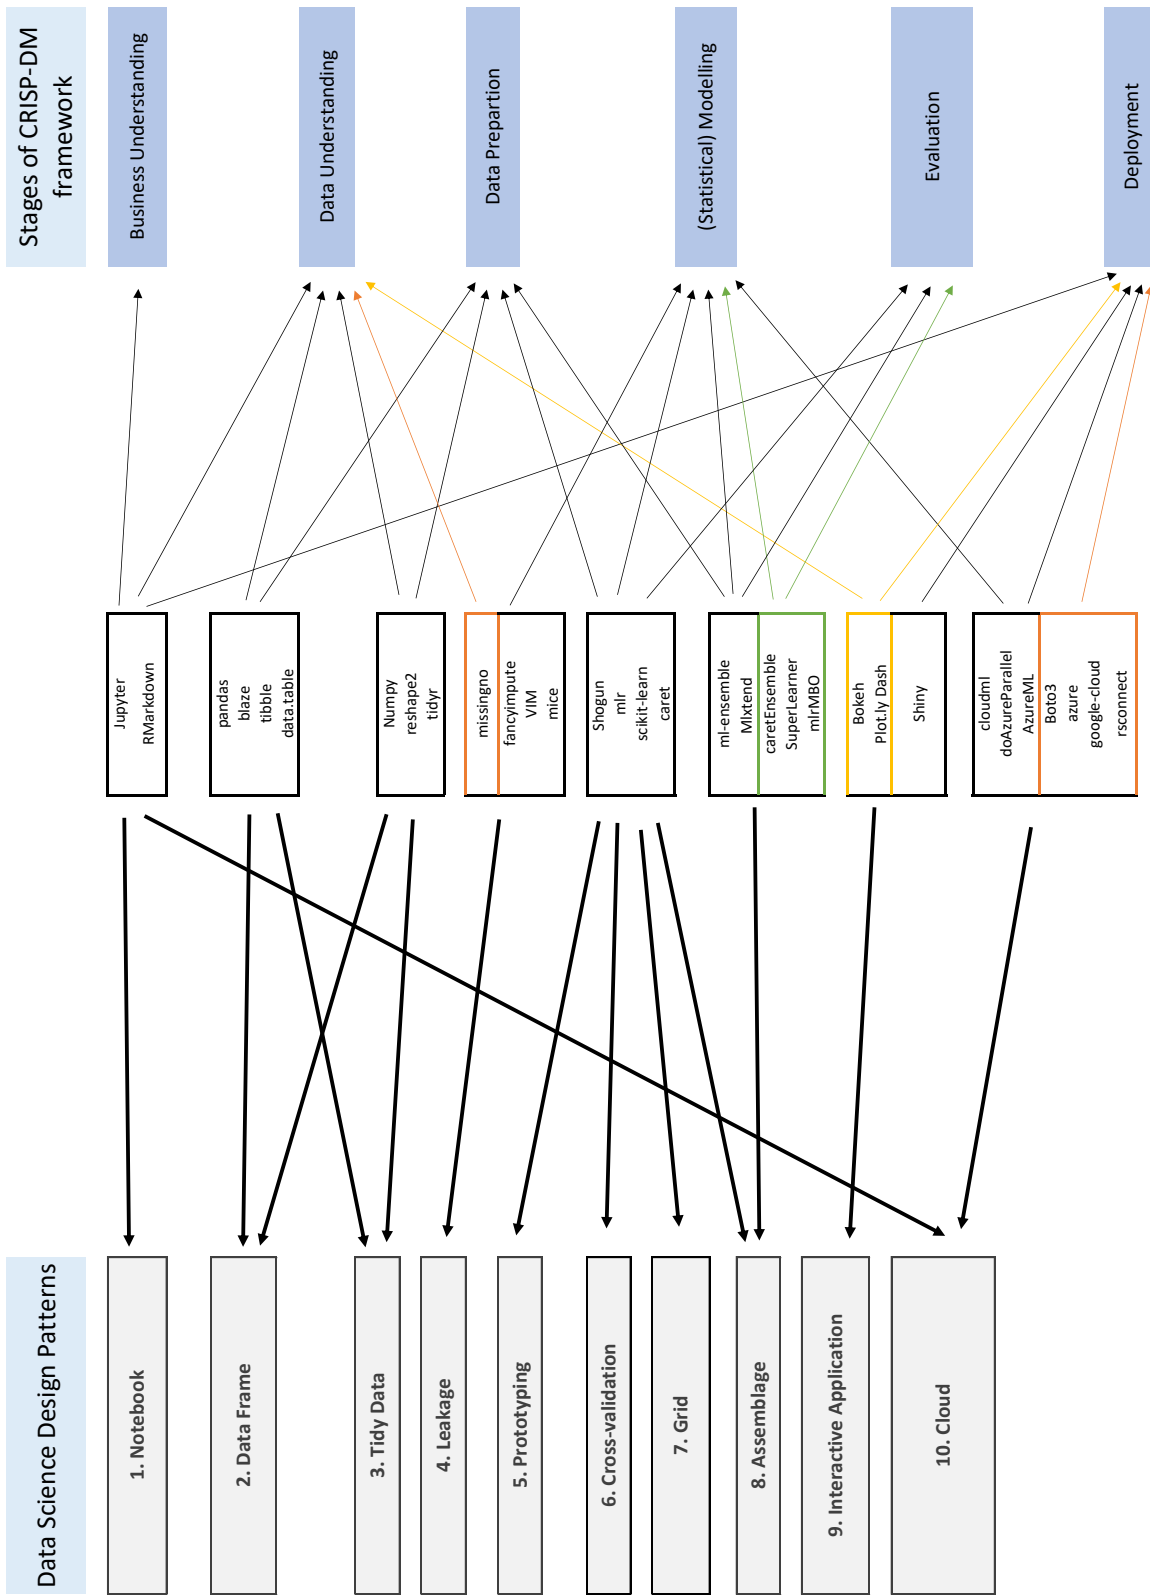 Data Science Design Patterns
1. Notebook
2. Data Frame
3. Tidy Data
4. Leakage
5. Prototyping
6. Cross-validation
7. Grid
8. Assemblage
9. Interactive Application
10. Cloud
Jupyter
RMarkdown
pandas
blaze
tibble
data.table
Numpy
reshape2
tidyr
missingno
fancyimpute
VIM
mice
Shogun
mlr
scikit-learn
caret
ml-ensemble
Mlxtend
caretEnsemble
SuperLearner
mlrMBO
Bokeh
Plot.ly Dash
Shiny
cloudml
doAzureParallel
AzureML
Boto3
azure
google-cloud
rsconnect
Stages of CRISP-DM
framework
Business Understanding
Data Understanding
Data Prepartion
(Statistical) Modelling
Evaluation
Deployment